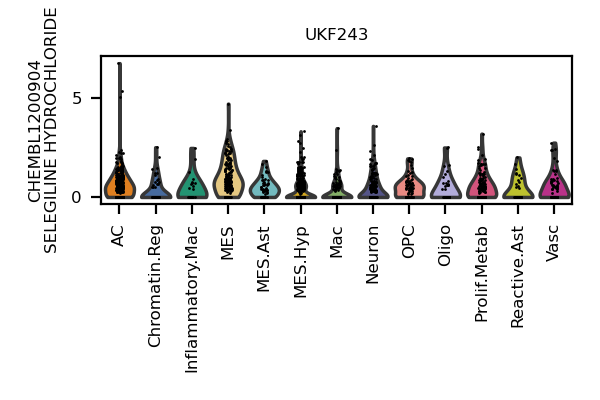 UKF243
CHEMBL1200904
SELEGILINE HYDROCHLORIDE
5
0
AC
Chromatin.Reg
Inflammatory.Mac
MES
MES.Ast
MES.Hyp
Mac
Neuron
OPC
Oligo
Prolif.Metab
Reactive.Ast
Vasc